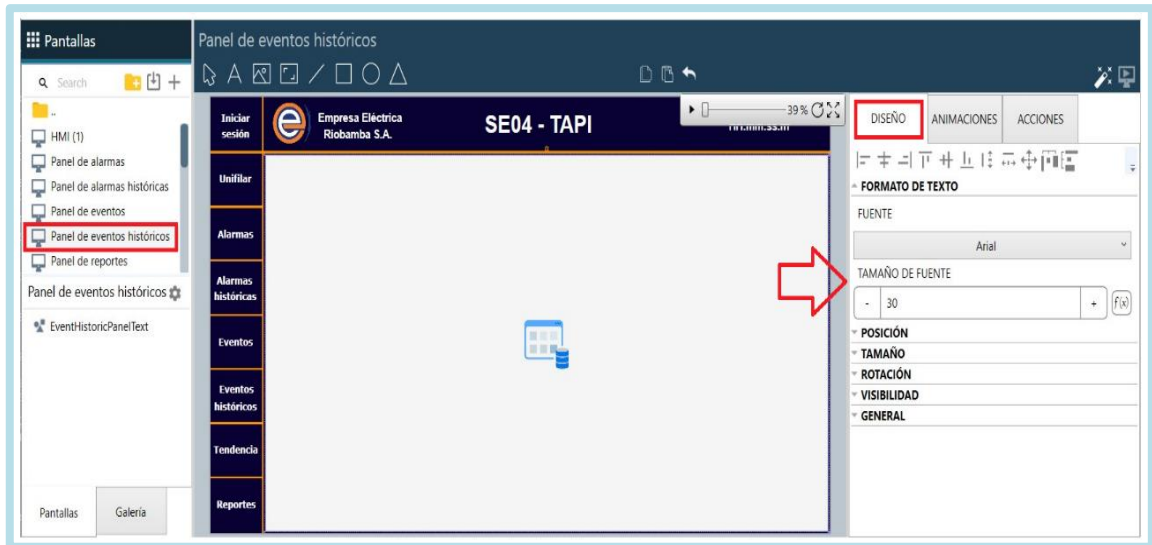 Pantallas
Panel de eventos históricos
Search
..
HMI (1)
Panel de alarmas
Panel de alarmas históricas
Panel de eventos
Panel de eventos históricos
Panel de reportes
Panel de eventos históricos
EventHistoricPanelText
Pantallas
Galería
Iniciar
sesión
Empresa Eléctrica
Riobamba S.A.
SE04 - TAPI
39 %
Unifilar
Alarmas
Alarmas
históricas
Eventos
Eventos
históricos
Tendencia
Reportes
DISEÑO
ANIMACIONES
ACCIONES
FORMATO DE TEXTO
FUENTE
Arial
TAMAÑO DE FUENTE
- 30 + f(x)
POSICIÓN
TAMAÑO
ROTACIÓN
VISIBILIDAD
GENERAL